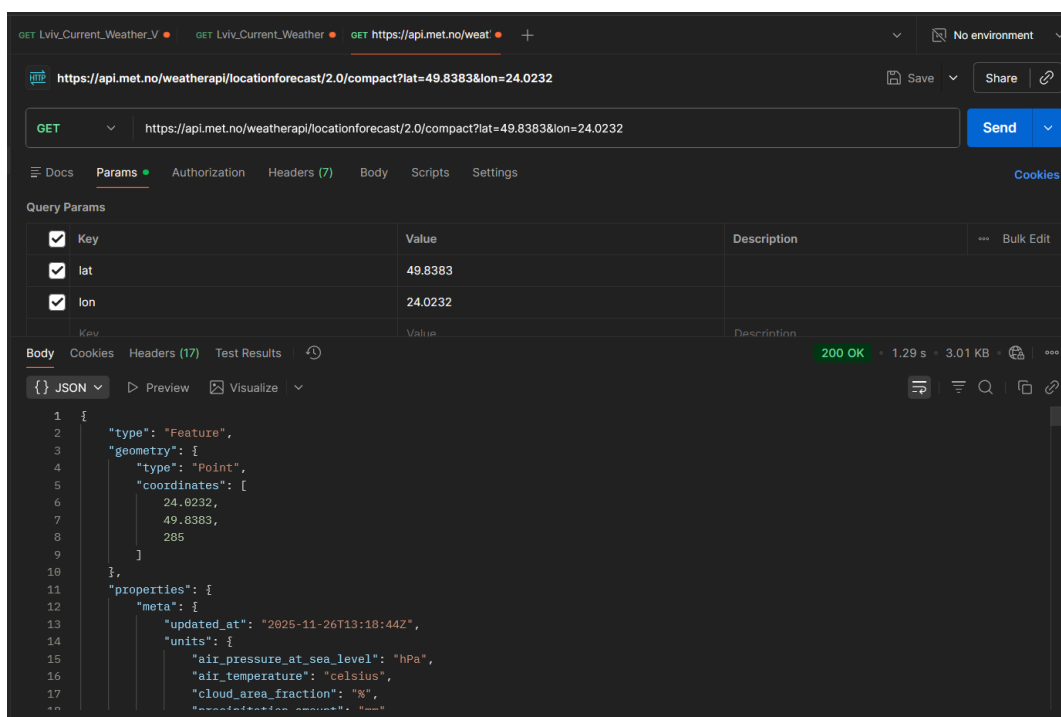 GET Lviv_Current_Weather_V
GET Lviv_Current_Weather
GET https://api.met.no/weat
No environment
HTTP https://api.met.no/weatherapi/locationforecast/2.0/compact?lat=49.8383&lon=24.0232
Save
Share
GET https://api.met.no/weatherapi/locationforecast/2.0/compact?lat=49.8383&lon=24.0232
Send
Docs Params Authorization Headers (7) Body Scripts Settings
Cookies
Query Params
Key Value Description Bulk Edit
lat 49.8383
lon 24.0232
Key Value Description
Body Cookies Headers (17) Test Results
200 OK 1.29 s 3.01 KB
{} JSON Preview Visualize
1 {
2 "type": "Feature",
3 "geometry": {
4 "type": "Point",
5 "coordinates": [
6 24.0232,
7 49.8383,
8 285
9 ]
10 },
11 "properties": {
12 "meta": {
13 "updated_at": "2025-11-26T13:18:44Z",
14 "units": {
15 "air_pressure_at_sea_level": "hPa",
16 "air_temperature": "celsius",
17 "cloud_area_fraction": "%",
18 "precipitation_amount": "mm"